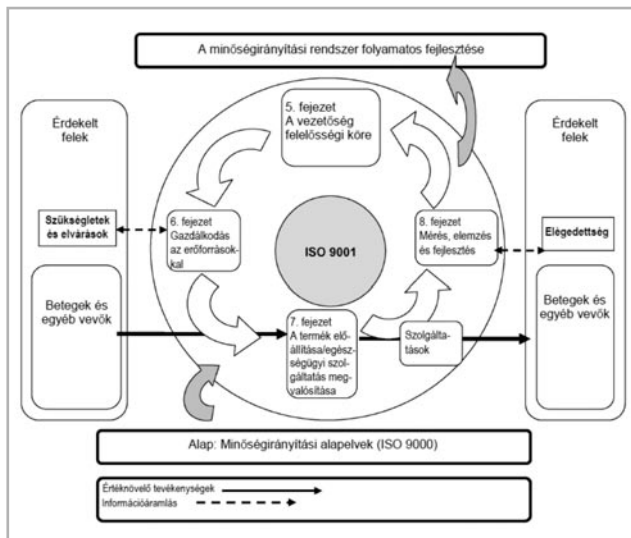 A minőségirányítási rendszer folyamatos fejlesztése
Érdekelt
felek
5. fejezet
A vezetőség
felelősségi köre
Érdekelt
felek
Szükségletek
és elvárások
6. fejezet
Gazdálkodás
az erőforrások-
kal
ISO 9001
8. fejezet
Mérés, elemzés
és fejlesztés
Elégedettség
Betegek és
egyéb vevők
7. fejezet
A termék elő-
állítása/egész-
ségügyi szol-
gáltatás meg-
valósítása
Szolgálta-
tások
Betegek és
egyéb vevők
Alap: Minőségirányítási alapelvek (ISO 9000)
Értéknövelő tevékenységek
Információáramlás